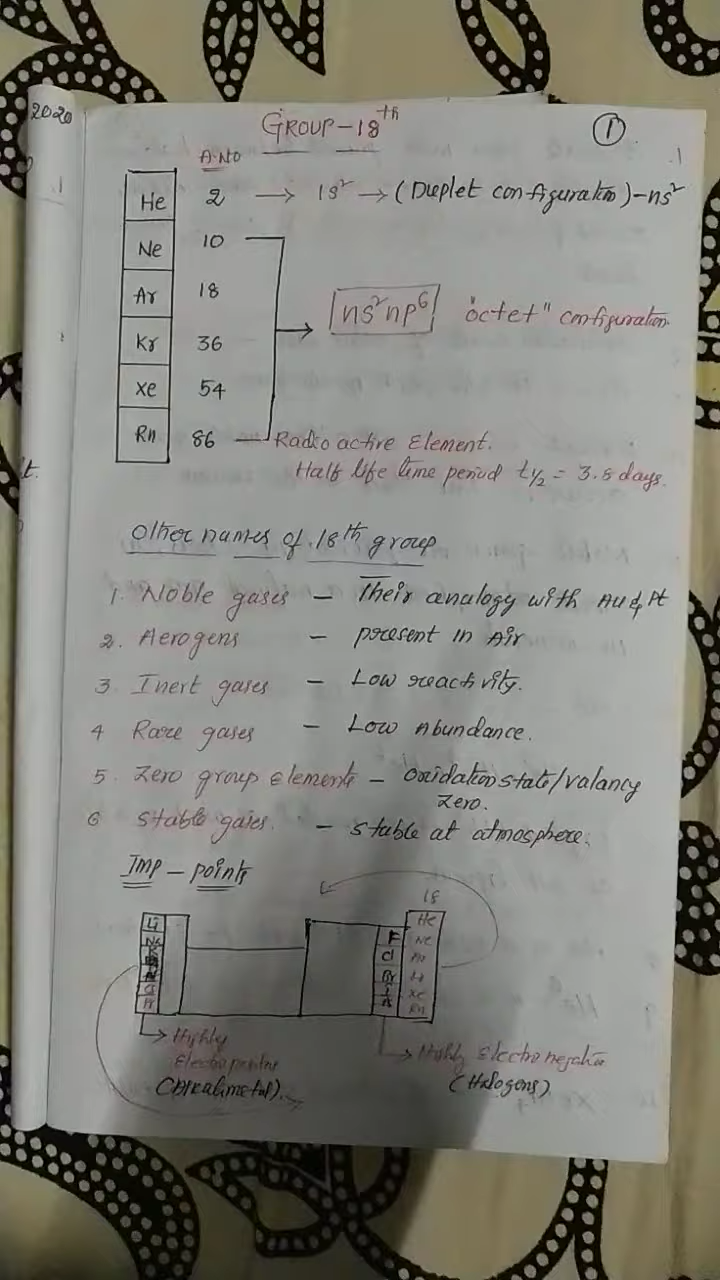 2020
GROUP-18th
1
A.NO
He 2 → 1s² → (Duplet configuration)-ns²
Ne 10
Ar 18
ns²np⁶ "octet" configuration
Kr 36
Xe 54
Rn 86 Radio active Element.
Half life time period t½ = 3.8 days.
Other names of 18th group
1. Noble gases - Their analogy with Au & Pt
2. Aerogens - present in Air
3 Inert gases - Low reactivity.
4 Rare gases - Low Abundance.
5. Zero group elements - oxidation state/valancy
Zero.
6 Stable gases. - stable at atmosphere.
Imp-points
18
Li
He
Na
F
Ne
Cl
Br
Xe
Rn
→ Highly
→ Highly Electronegative
(Alkalimetal).
(Halogens)